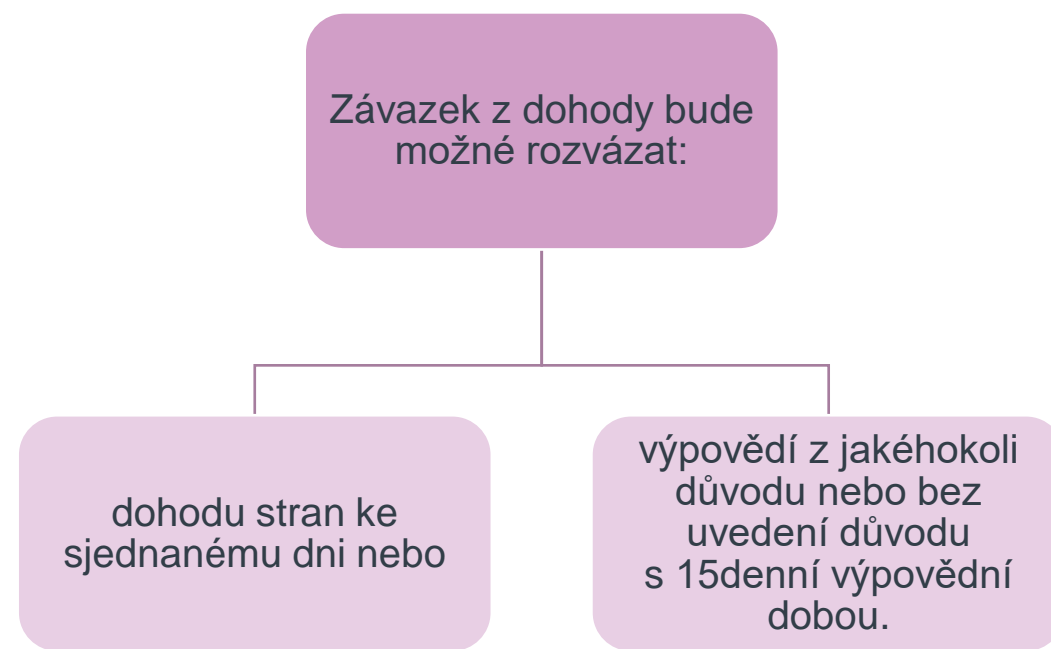 Závazek z dohody bude
možné rozvázat:
dohodu stran ke
sjednanému dni nebo
výpovědí z jakéhokoli
důvodu nebo bez
uvedení důvodu
s 15denní výpovědní
dobou.